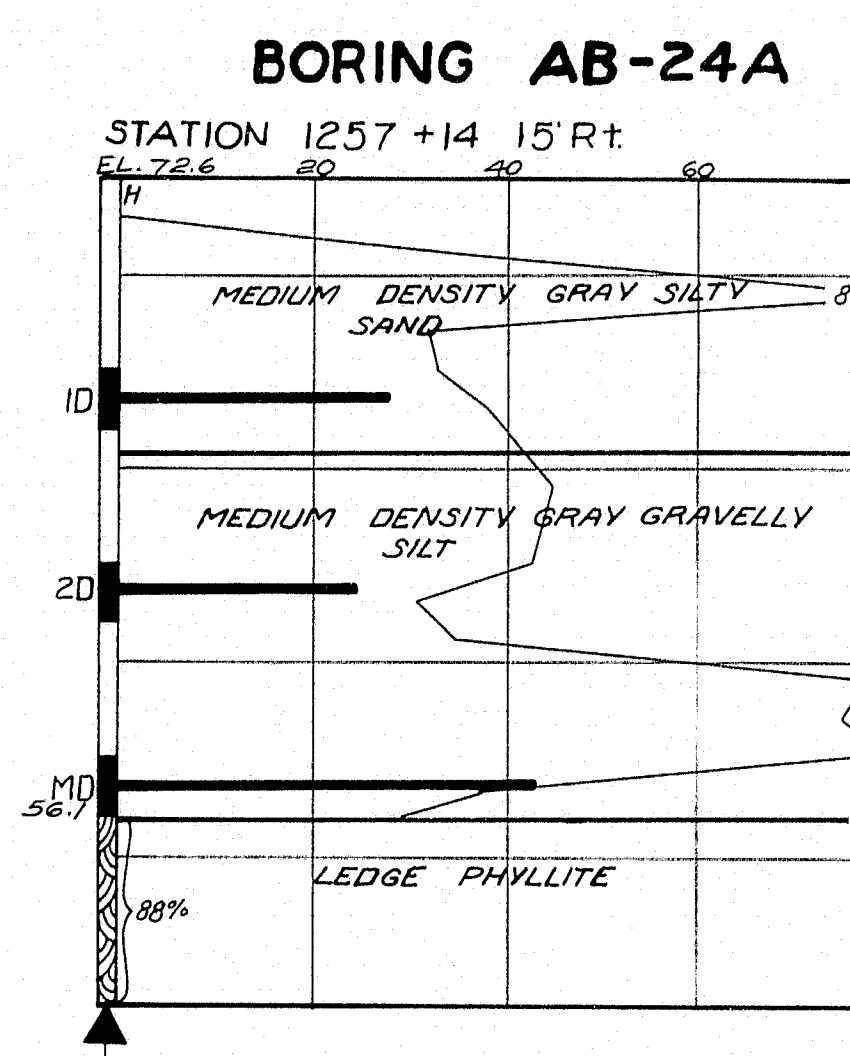 BORING AB-24A
STATION 1257+14 15' Rt.
EL. 72.6 20 40 60
H
MEDIUM DENSITY GRAY SILTY
8
SAND
1D
MEDIUM DENSITY GRAY GRAVELLY
SILT
2D
MD
56.7
LEDGE PHYLLITE
88%